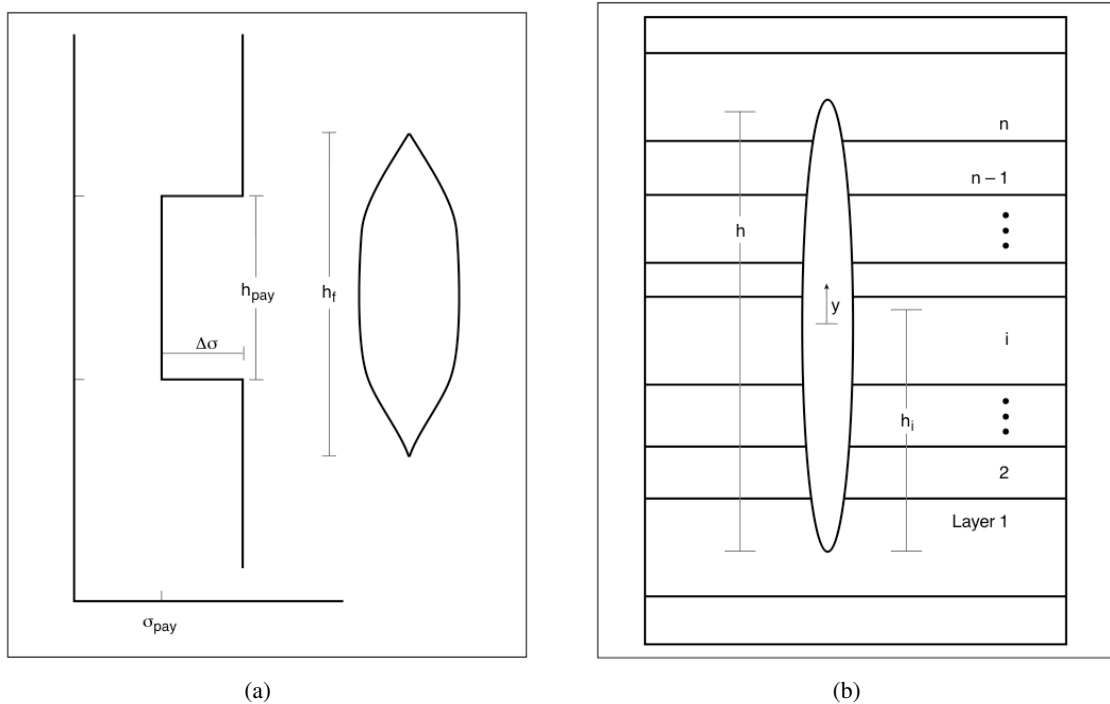 h_pay
h_f
Δσ
σ_pay
(a)
n
n – 1
h
y
i
h_i
2
Layer 1
(b)